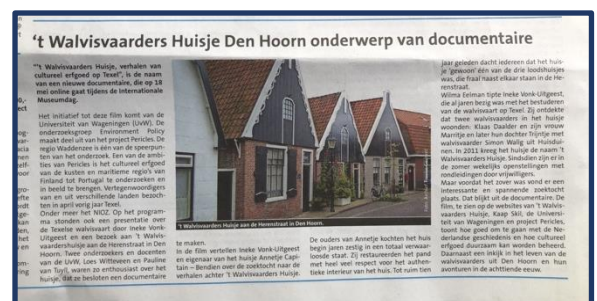 't Walvisvaarders Huisje Den Hoorn onderwerp van documentaire
"'t Walvisvaarders Huisje, verhalen van
cultureel erfgoed op Texel", is de naam
van een nieuwe documentaire, die op 18
mei online gaat tijdens de Internationale
Museumdag.
Het initiatief tot deze film komt van de
Universiteit van Wageningen (UvW). De
onderzoeksgroep Environment Policy
maakt deel uit van het project Pericles. De
regio Waddenzee is één van de speerpun-
ten van het onderzoek. Een van de ambi-
ties van Pericles is het cultureel erfgoed
van de kusten en maritieme regio's van
Finland tot Portugal te onderzoeken en
in beeld te brengen. Vertegenwoordigers
van en uit verschillende landen bezoch-
ten in april vorig jaar Texel.
Onder meer het NIOZ. Op het program-
ma stonden ook een presentatie over
de Texelse walvisvaart door Ineke Vonk-
Uitgeest en een bezoek aan 't Walvis-
vaardershuisje aan de Herenstraat in Den
Hoorn. Twee onderzoekers en docenten
van de UvW, Loes Witteveen en Pauline
van Tuyll, waren zo enthousiast over het
huisje, dat ze besloten een documentaire
't Walvisvaarders Huisje aan de Herenstraat in Den Hoorn.
te maken.
In de film vertellen Ineke Vonk-Uitgeest
en eigenaar van het huisje Annetje Capi-
tain – Bendien over de zoektocht naar de
verhalen achter 't Walvisvaarders Huisje.
De ouders van Annetje kochten het huis
begin jaren zestig in een totaal verwaar-
loosde staat. Zij restaureerden het pand
met heel veel respect voor het authen-
tieke interieur van het huis. Tot ruim tien
jaar geleden dacht iedereen dat het huis-
je 'gewoon' één van de drie loodshuisjes
was, die fraai naast elkaar staan in de He-
renstraat.
Wilma Eelman tipte Ineke Vonk-Uitgeest,
die al jaren bezig was met het bestuderen
van de walvisvaart op Texel. Zij ontdekte
dat twee walvisvaarders in het huisje
woonden. Klaas Daalder en zijn vrouw
Marritje en later hun dochter Trijntje met
walvisvaarder Simon Wallg uit Huisdui-
nen. In 2011 kreeg het huisje de naam 't
Walvisvaarders Huisje. Sindsdien zijn er in
de zomer wekelijks openstellingen met
rondleidingen door vrijwilligers.
Maar voordat het zover was vond er een
interessante en spannende zoektocht
plaats. Dat blijkt uit de documentaire. De
film, te zien op de websites van 't Walvis-
vaarders Huisje, Kaap Skil, de Universi-
teit van Wageningen en project Pericles,
toont hoe goed om te gaan met de Ne-
derlandse geschiedenis en hoe cultureel
erfgoed duurzaam kan worden beheerd.
Daarnaast een inkijk in het leven van de
walvisvaarders uit Den Hoorn en hun
avonturen in de achttiende eeuw.